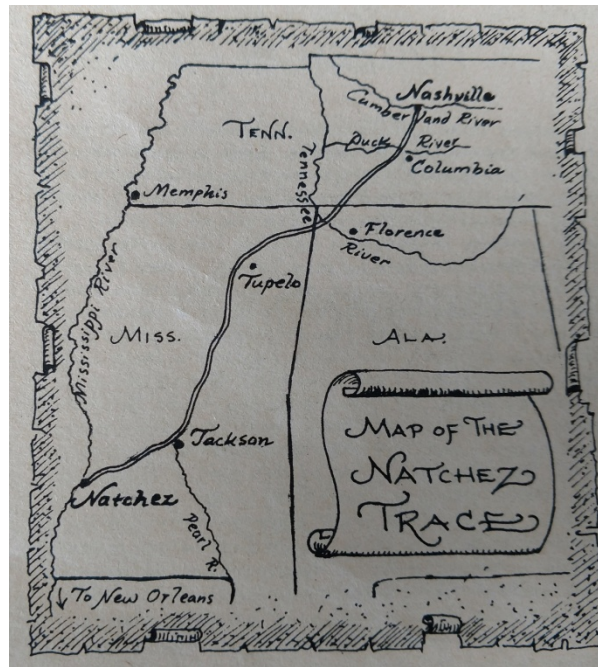 Nashville
Cumberland River
TENN.
Duck River
Columbia
Tennessee River
Memphis
Florence
Tupelo
Mississippi River
MISS.
ALA.
Jackson
MAP OF THE
NATCHEZ
TRACE
Natchez
Pearl R.
To New Orleans